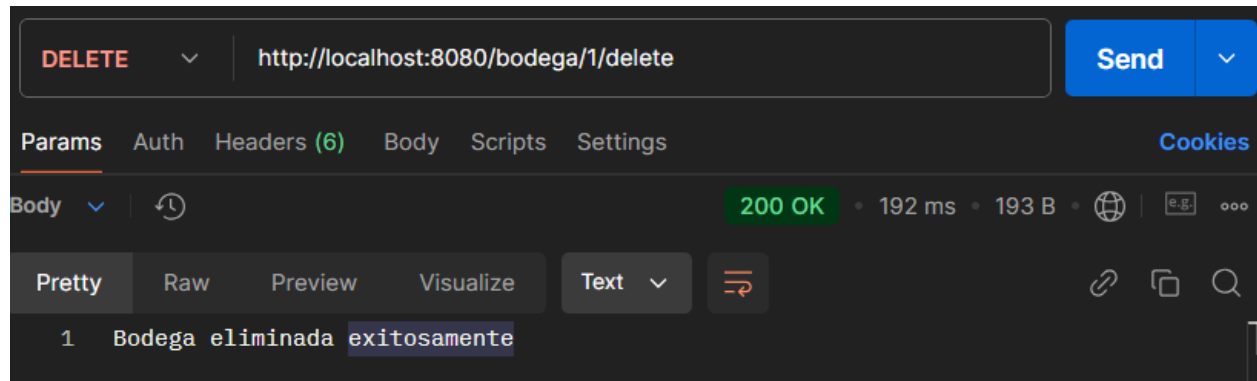 DELETE http://localhost:8080/bodega/1/delete Send
Params Auth Headers (6) Body Scripts Settings Cookies
Body 200 OK • 192 ms • 193 B • e.g.
Pretty Raw Preview Visualize Text
1 Bodega eliminada exitosamente